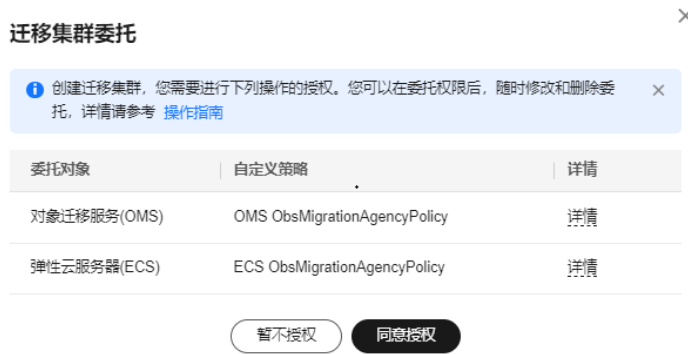 迁移集群委托
创建迁移集群，您需要进行下列操作的授权。您可以在委托权限后，随时修改和删除委
托，详情请参考 操作指南
委托对象 自定义策略 详情
对象迁移服务(OMS) OMS ObsMigrationAgencyPolicy 详情
弹性云服务器(ECS) ECS ObsMigrationAgencyPolicy 详情
暂不授权 同意授权